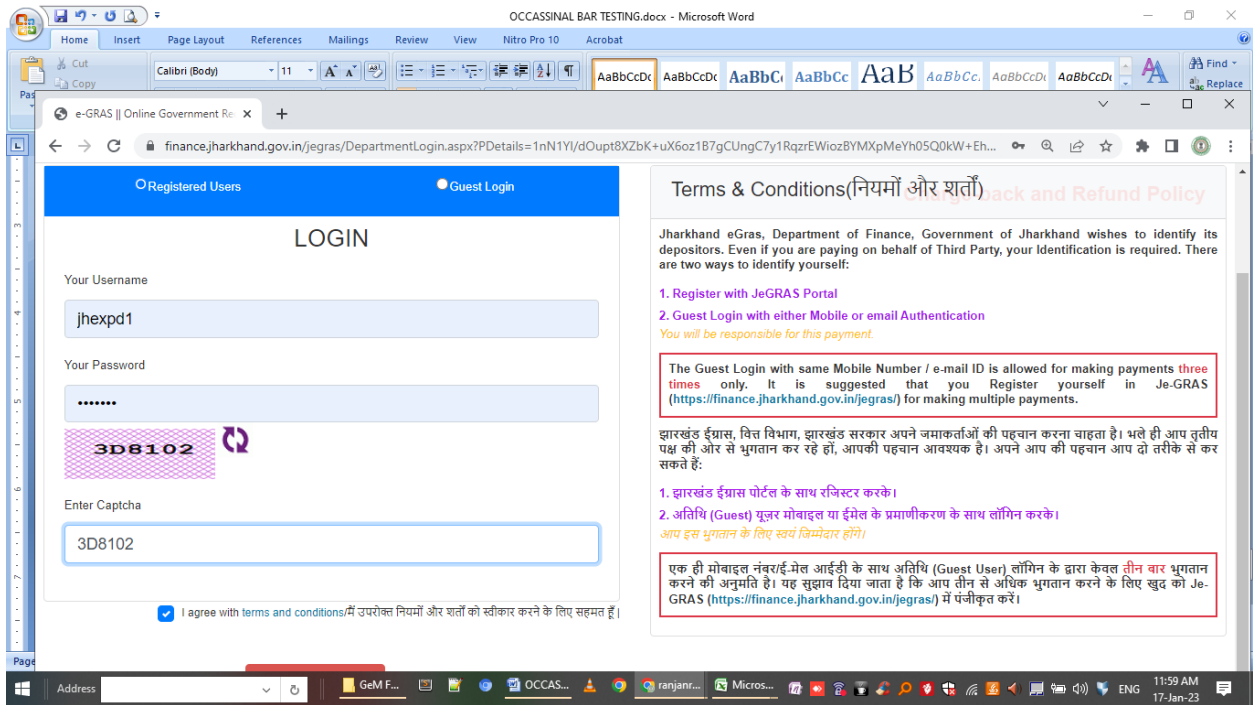 OCCASSINAL BAR TESTING.docx - Microsoft Word
Home Insert Page Layout References Mailings Review View Nitro Pro 10 Acrobat
Cut
Copy
Calibri (Body) 11
AaBbCcDc AaBbCcDc AaBbC AaBbCc AaB AaBbCc. AaBbCcDc AaBbCcDc
Find
Replace
Pas
e-GRAS || Online Government Re
finance.jharkhand.gov.in/jegras/DepartmentLogin.aspx?PDetails=1nN1YI/dOupt8XZbK+uX6oz1B7gCUngC7y1RqzrEWiozBYMXpMeYh05Q0kW+Eh...
Registered Users
Guest Login
LOGIN
Your Username
jhexpd1
Your Password
•••••••
3D8102
Enter Captcha
3D8102
I agree with terms and conditions/मैं उपरोक्त नियमों और शर्तों को स्वीकार करने के लिए सहमत हूँ।
Terms & Conditions(नियमों और शर्तों)
Charge back and Refund Policy
Jharkhand eGras, Department of Finance, Government of Jharkhand wishes to identify its
depositors. Even if you are paying on behalf of Third Party, your Identification is required. There
are two ways to identify yourself:
1. Register with JeGRAS Portal
2. Guest Login with either Mobile or email Authentication
You will be responsible for this payment.
The Guest Login with same Mobile Number / e-mail ID is allowed for making payments three
times only. It is suggested that you Register yourself in Je-GRAS
(https://finance.jharkhand.gov.in/jegras/) for making multiple payments.
झारखंड ईग्रास, वित्त विभाग, झारखंड सरकार अपने जमाकर्ताओं की पहचान करना चाहता है। भले ही आप तृतीय
पक्ष की ओर से भुगतान कर रहे हों, आपकी पहचान आवश्यक है। अपने आप की पहचान आप दो तरीके से कर
सकते हैं:
1. झारखंड ईग्रास पोर्टल के साथ रजिस्टर करके।
2. अतिथि (Guest) यूज़र मोबाइल या ईमेल के प्रमाणीकरण के साथ लॉगिन करके।
आप इस भुगतान के लिए स्वयं जिम्मेदार होंगे।
एक ही मोबाइल नंबर/ई-मेल आईडी के साथ अतिथि (Guest User) लॉगिन के द्वारा केवल तीन बार भुगतान
करने की अनुमति है। यह सुझाव दिया जाता है कि आप तीन से अधिक भुगतान करने के लिए खुद को Je-
GRAS (https://finance.jharkhand.gov.in/jegras/) में पंजीकृत करें।
Page
Address
GeM F...
OCCAS...
ranjanr...
Micros...
ENG
11:59 AM
17-Jan-23